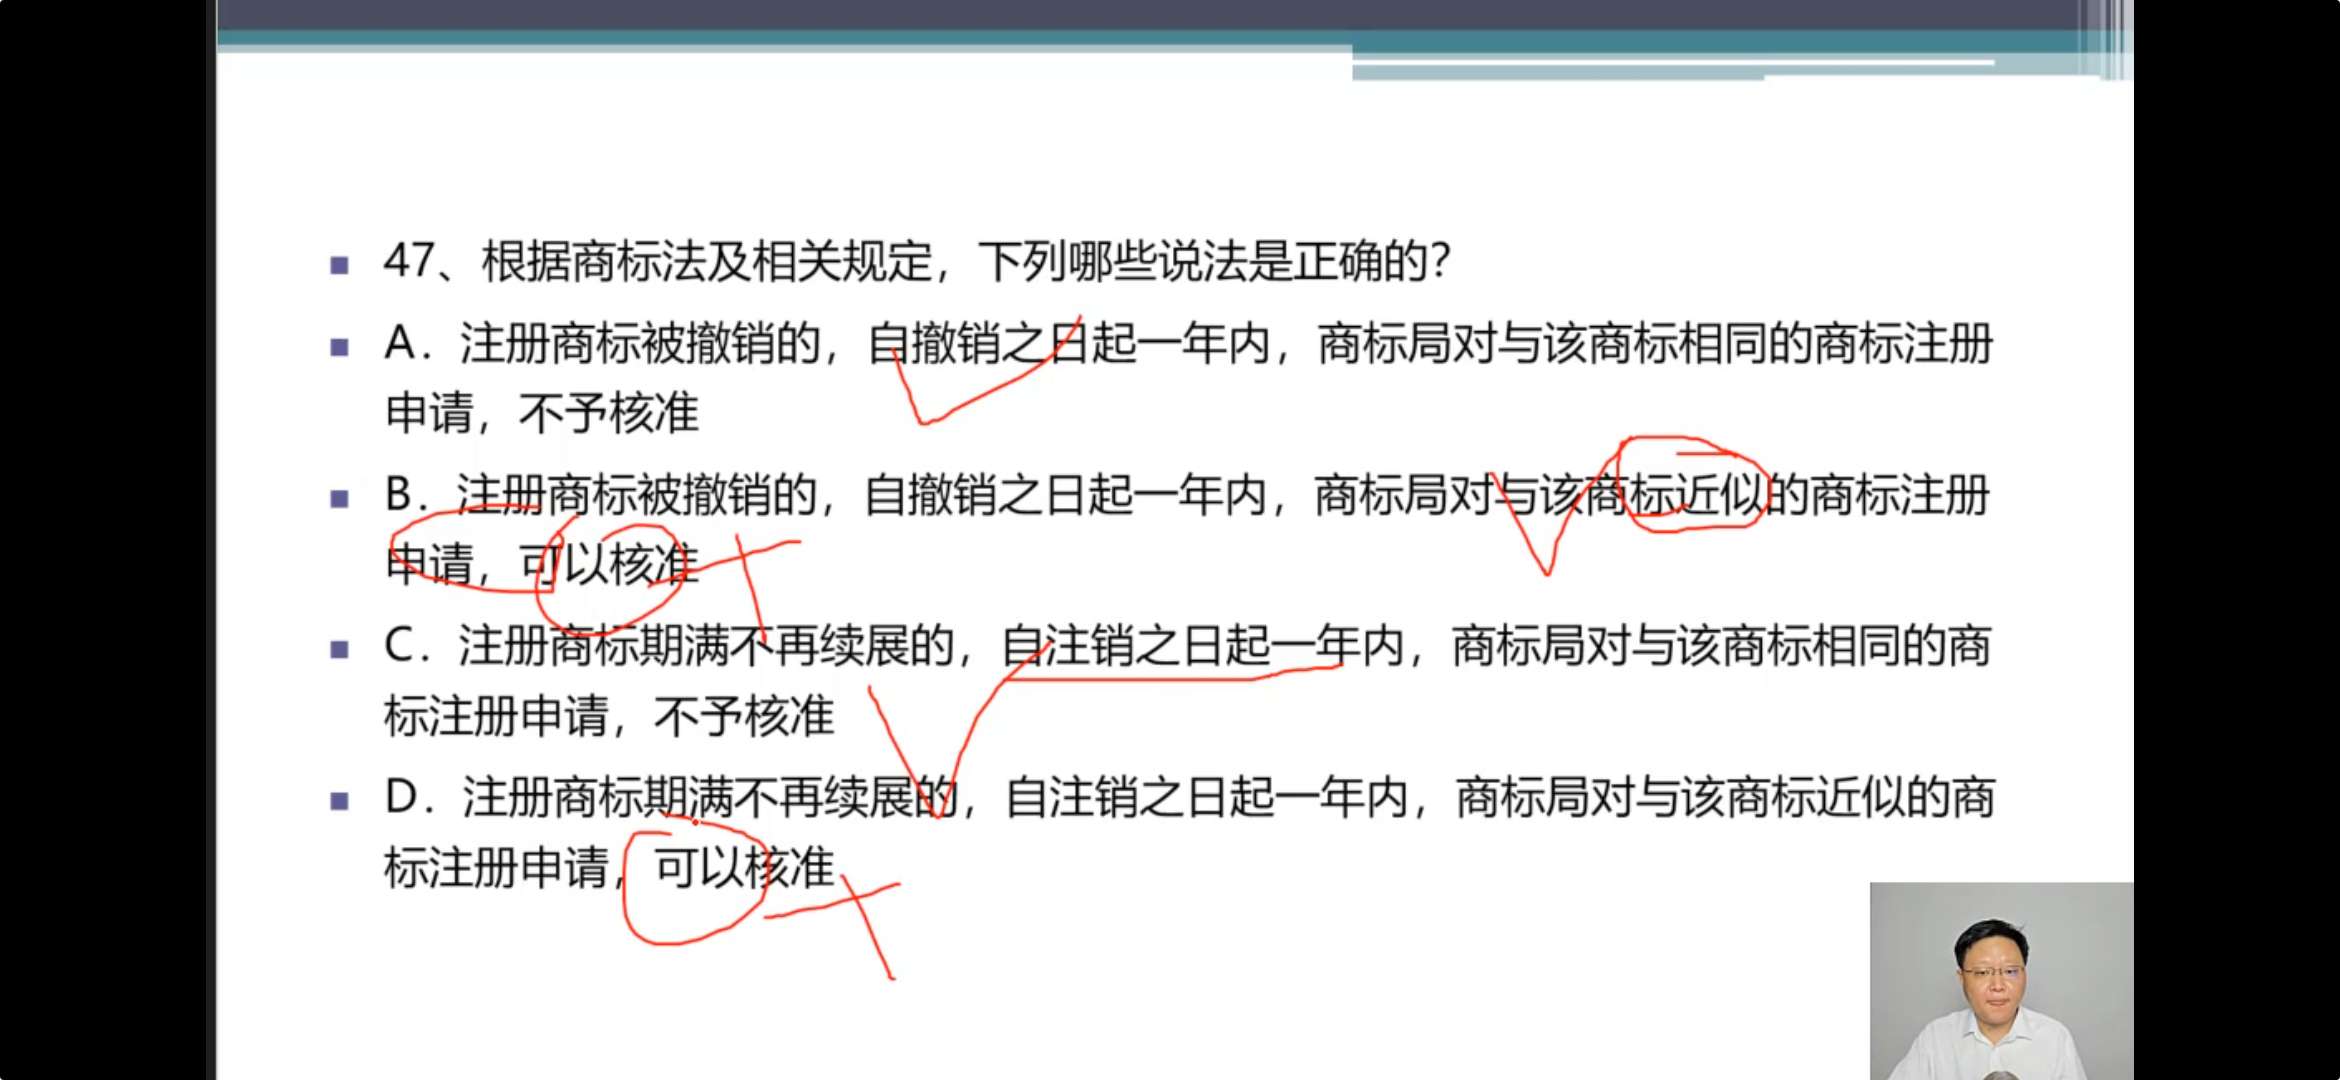 47、根据商标法及相关规定，下列哪些说法是正确的？
A．注册商标被撤销的，自撤销之日起一年内，商标局对与该商标相同的商标注册
申请，不予核准
B．注册商标被撤销的，自撤销之日起一年内，商标局对与该商标近似的商标注册
申请，可以核准
C．注册商标期满不再续展的，自注销之日起一年内，商标局对与该商标相同的商
标注册申请，不予核准
D．注册商标期满不再续展的，自注销之日起一年内，商标局对与该商标近似的商
标注册申请，可以核准